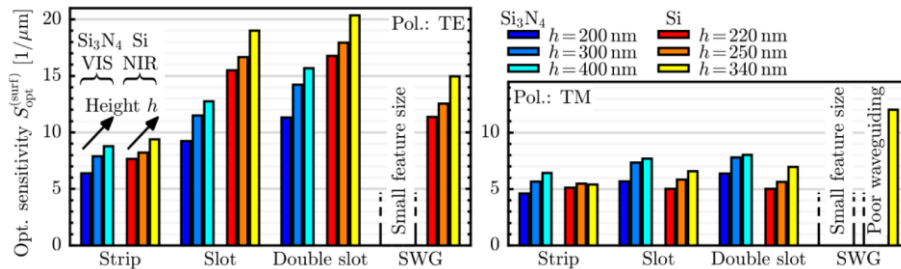 Opt. sensitivity S_opt^(surf) [1/μm]
20
15
10
5
0
Pol.: TE
Si₃N₄ Si
VIS NIR
Height h
Small feature size
Strip Slot Double slot SWG
Si₃N₄ Si
h=200 nm h=220 nm
h=300 nm h=250 nm
h=400 nm h=340 nm
Pol.: TM
10
5
0
Small feature size
Poor waveguiding
Strip Slot Double slot SWG